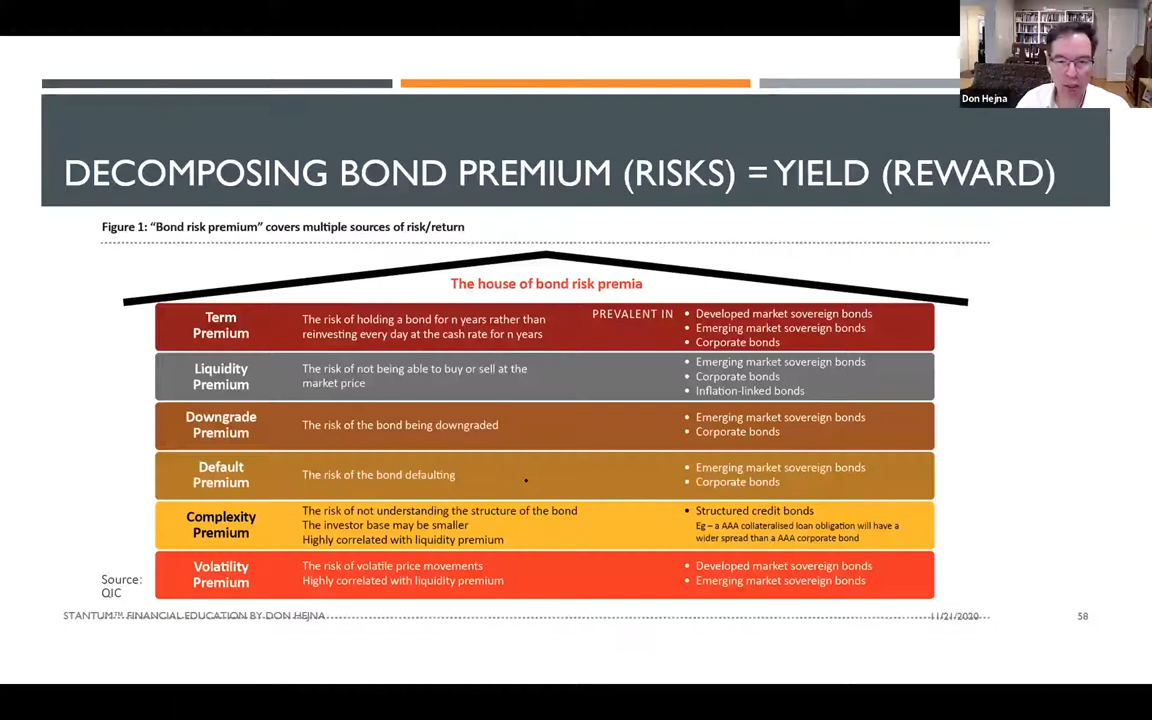 Don Hejna
DECOMPOSING BOND PREMIUM (RISKS) = YIELD (REWARD)
Figure 1: “Bond risk premium” covers multiple sources of risk/return
The house of bond risk premia
Term
Premium
The risk of holding a bond for n years rather than
reinvesting every day at the cash rate for n years
PREVALENT IN
• Developed market sovereign bonds
• Emerging market sovereign bonds
• Corporate bonds
Liquidity
Premium
The risk of not being able to buy or sell at the
market price
• Emerging market sovereign bonds
• Corporate bonds
• Inflation-linked bonds
Downgrade
Premium
The risk of the bond being downgraded
• Emerging market sovereign bonds
• Corporate bonds
Default
Premium
The risk of the bond defaulting
• Emerging market sovereign bonds
• Corporate bonds
Complexity
Premium
The risk of not understanding the structure of the bond
The investor base may be smaller
Highly correlated with liquidity premium
• Structured credit bonds
Eg – a AAA collateralised loan obligation will have a
wider spread than a AAA corporate bond
Volatility
Premium
The risk of volatile price movements
Highly correlated with liquidity premium
• Developed market sovereign bonds
• Emerging market sovereign bonds
Source:
QIC
STANTUM™ FINANCIAL EDUCATION BY DON HEJNA
11/21/2020
58